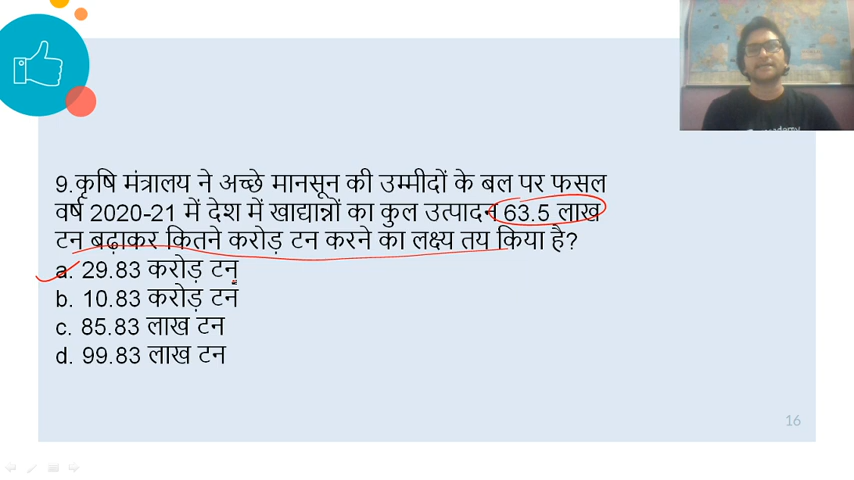 9.कृषि मंत्रालय ने अच्छे मानसून की उम्मीदों के बल पर फसल
वर्ष 2020-21 में देश में खाद्यान्नों का कुल उत्पादन 63.5 लाख
टन बढ़ाकर कितने करोड़ टन करने का लक्ष्य तय किया है?
a. 29.83 करोड़ टन
b. 10.83 करोड़ टन
c. 85.83 लाख टन
d. 99.83 लाख टन
16